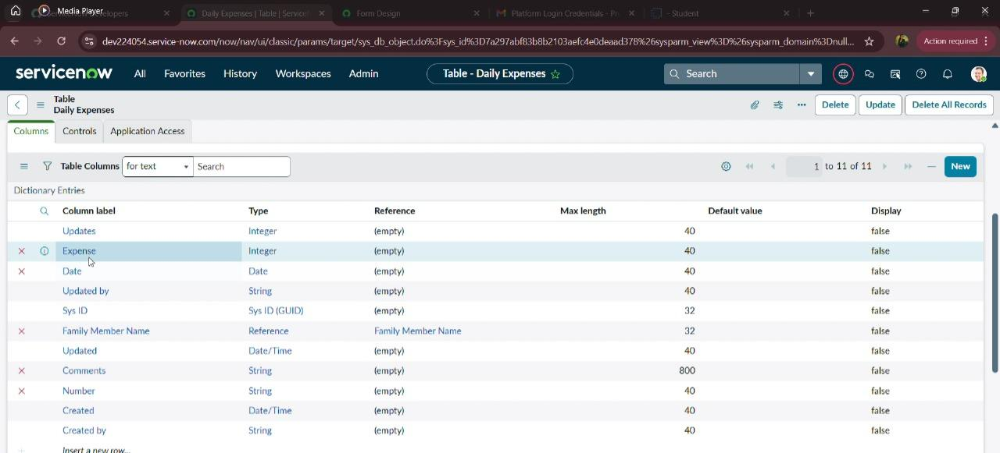 Media Player
Developers
Daily Expenses | Table | Service
Form Design
Platform Login Credentials - Pr
- Student
dev224054.service-now.com/now/nav/ui/classic/params/target/sys_db_object.do%3Fsys_id%3D7a297abf83b8b2103aefc4e0deaad378%26sysparm_view%3D%26sysparm_domain%3Dnull...
Action required
servicenow
All
Favorites
History
Workspaces
Admin
Table - Daily Expenses
Search
Table
Daily Expenses
Delete
Update
Delete All Records
Columns
Controls
Application Access
Table Columns
for text
Search
1 to 11 of 11
New
Dictionary Entries
Column label Type Reference Max length Default value Display
Updates Integer (empty) 40 false
Expense Integer (empty) 40 false
Date Date (empty) 40 false
Updated by String (empty) 40 false
Sys ID Sys ID (GUID) (empty) 32 false
Family Member Name Reference Family Member Name 32 false
Updated Date/Time (empty) 40 false
Comments String (empty) 800 false
Number String (empty) 40 false
Created Date/Time (empty) 40 false
Created by String (empty) 40 false
Insert a new row...